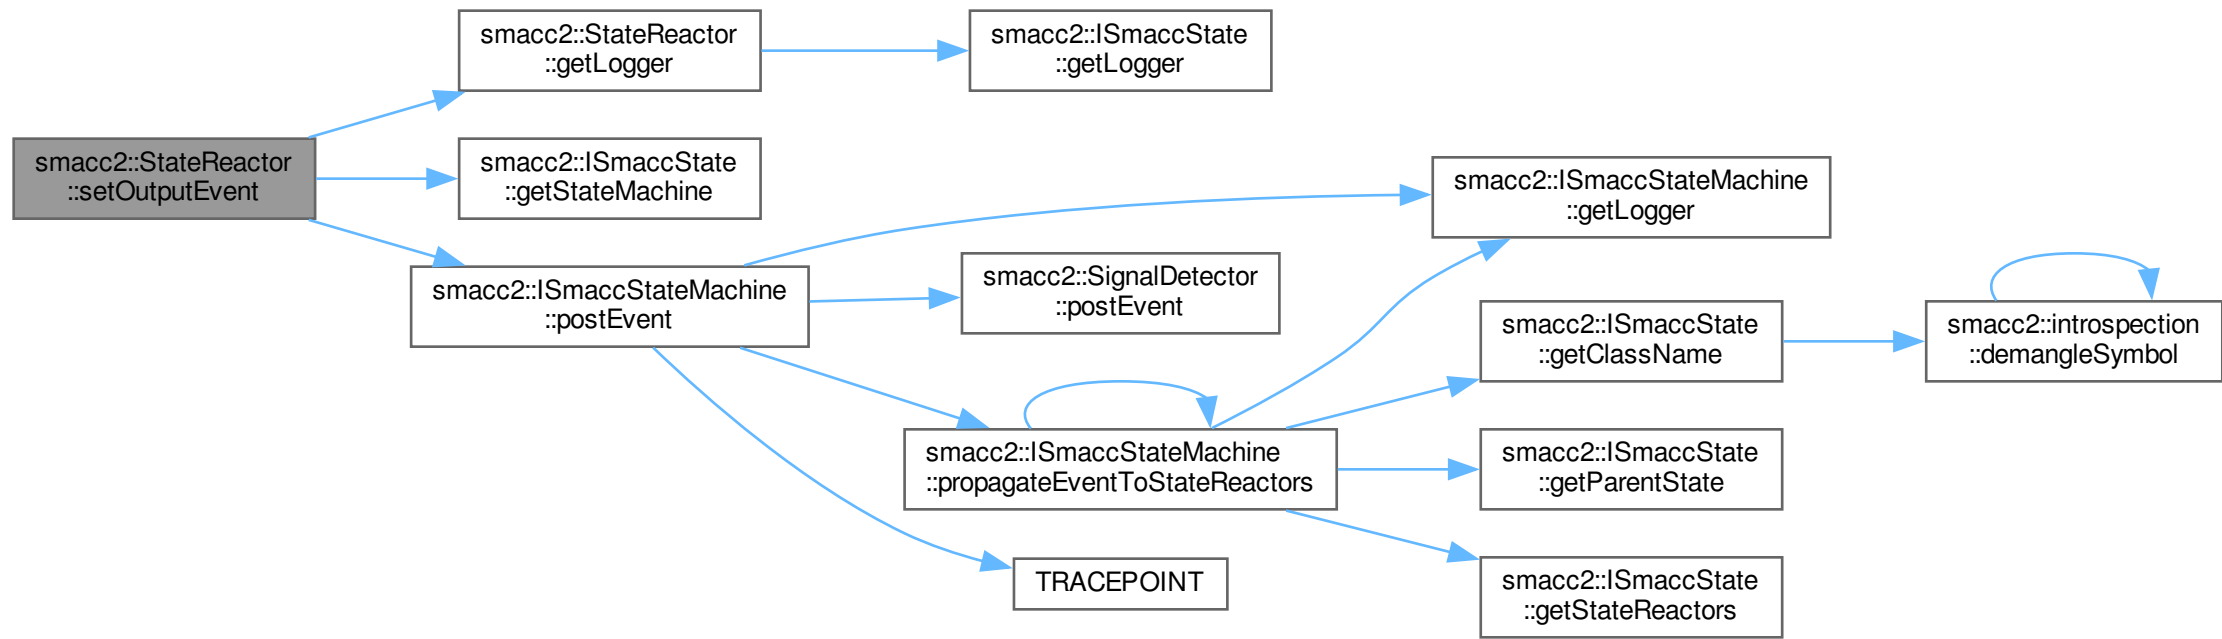 smacc2::StateReactor
::setOutputEvent
smacc2::StateReactor
::getLogger
smacc2::ISmaccState
::getLogger
smacc2::ISmaccState
::getStateMachine
smacc2::ISmaccStateMachine
::postEvent
smacc2::ISmaccStateMachine
::getLogger
smacc2::SignalDetector
::postEvent
smacc2::ISmaccStateMachine
::propagateEventToStateReactors
smacc2::ISmaccState
::getClassName
smacc2::introspection
::demangleSymbol
smacc2::ISmaccState
::getParentState
smacc2::ISmaccState
::getStateReactors
TRACEPOINT